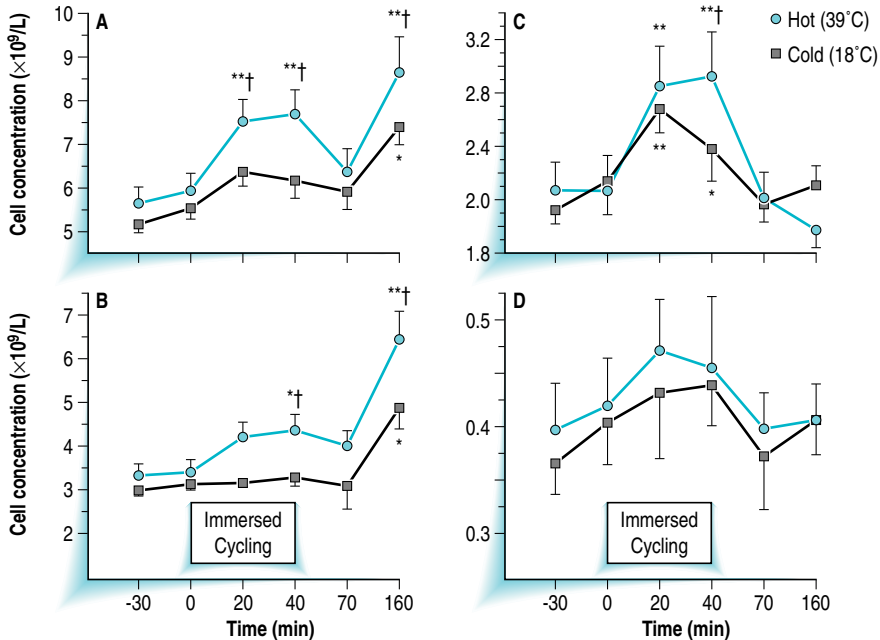 A
Cell concentration (×10⁹/L)
10
9
8
7
6
5
**†
**†
**†
*
C
3.2
2.8
2.4
2.0
1.8
**
**
**†
*
Hot (39˚C)
Cold (18˚C)
B
Cell concentration (×10⁹/L)
7
6
5
4
3
2
*†
**†
*
Immersed
Cycling
-30 0 20 40 70 160
Time (min)
D
0.5
0.4
0.3
Immersed
Cycling
-30 0 20 40 70 160
Time (min)